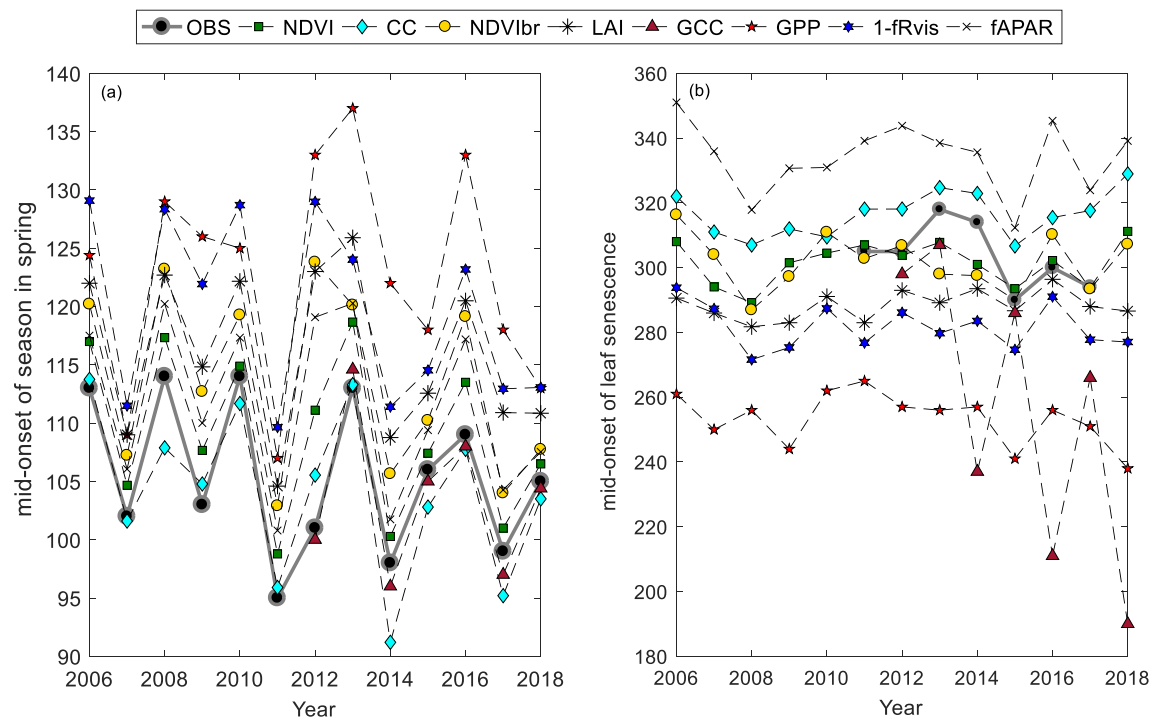 OBS NDVI CC NDVIbr LAI GCC GPP 1-fRvis fAPAR
(a)
mid-onset of season in spring
140
135
130
125
120
115
110
105
100
95
90
2006 2008 2010 2012 2014 2016 2018
Year
(b)
mid-onset of leaf senescence
360
340
320
300
280
260
240
220
200
180
2006 2008 2010 2012 2014 2016 2018
Year